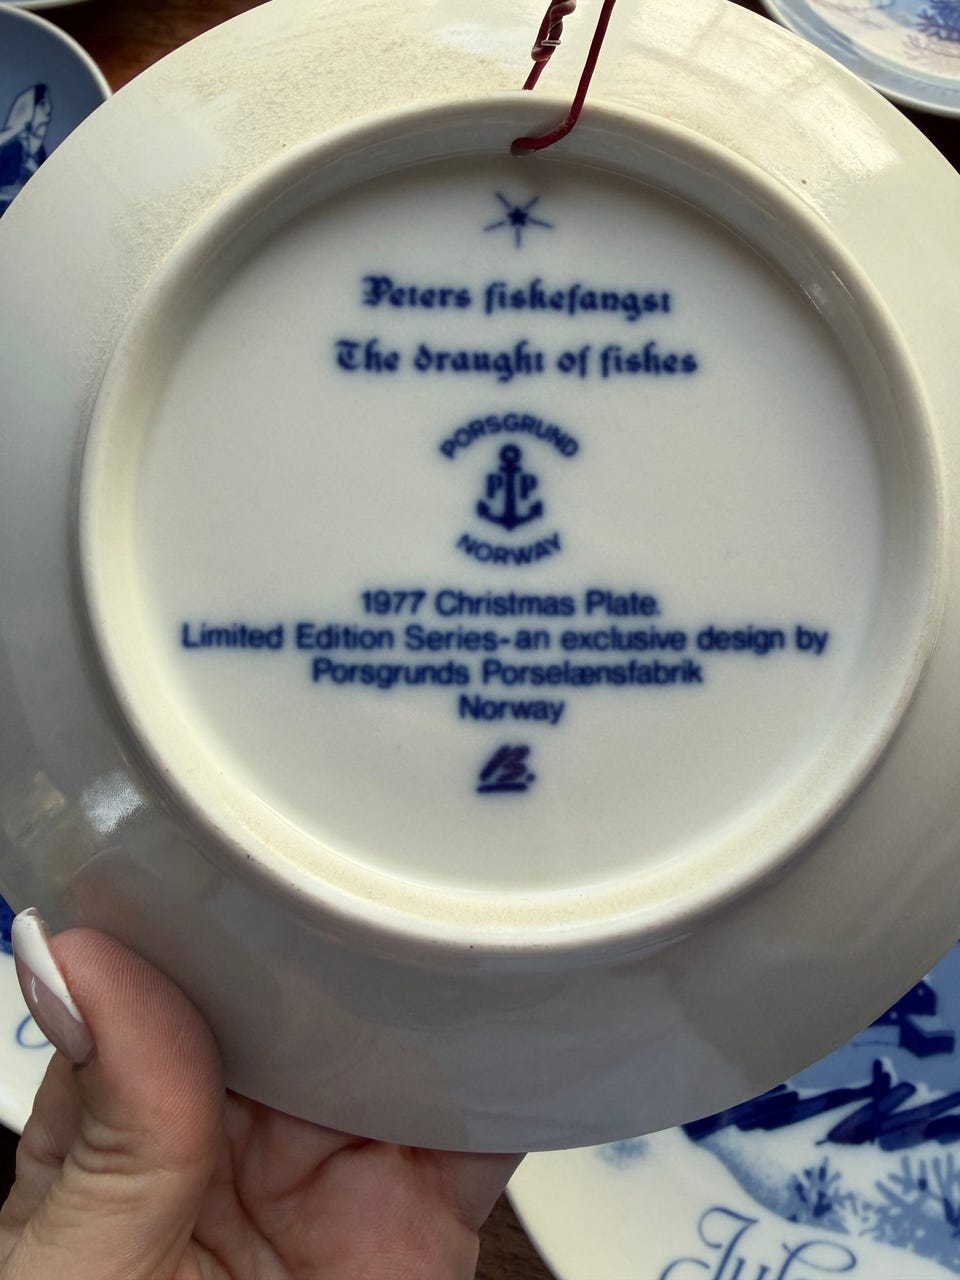 Peters fiskefangst
The draught of fishes
PORSGRUND
PP
NORWAY
1977 Christmas Plate.
Limited Edition Series-an exclusive design by
Porsgrunds Porselænsfabrik
Norway
B.
Jul